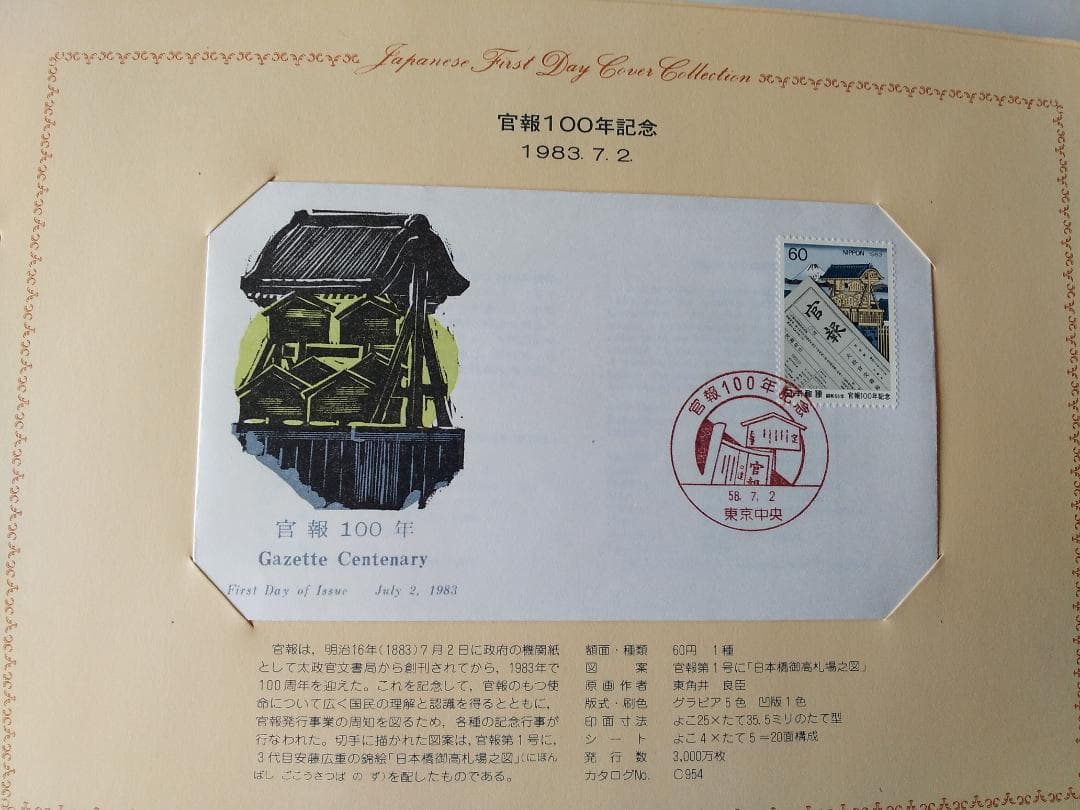 Japanese First Day Cover Collection
官報100年記念
1983. 7. 2.
60 NIPPON 1983
官報
官報100年記念
官報100年記念
官報
58. 7. 2
東京中央
官報100年
Gazette Centenary
First Day of Issue July 2, 1983
官報は，明治16年(1883)7月2日に政府の機関紙
として太政官文書局から創刊されてから，1983年で
100周年を迎えた。これを記念して，官報のもつ使
命について広く国民の理解と認識を得るとともに，
官報発行事業の周知を図るため，各種の記念行事が
行なわれた。切手に描かれた図案は，官報第1号に，
3代目安藤広重の錦絵「日本橋御高札場之図」(にほん
ばし ごこうさつば の ず)を配したものである。
額面・種類 60円 1種
図案 官報第1号に「日本橋御高札場之図」
原画作者 東角井 良臣
版式・刷色 グラビア5色 凹版1色
印面寸法 よこ25×たて35.5ミリのたて型
シート よこ4×たて5＝20面構成
発行数 3,000万枚
カタログNo. C954